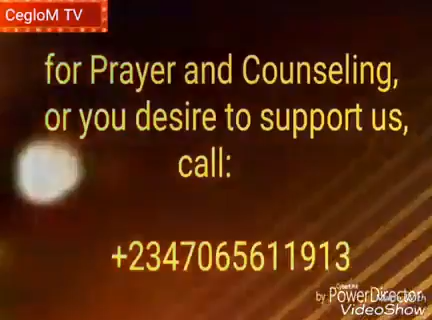 CegloM TV
for Prayer and Counseling,
or you desire to support us,
call:
+2347065611913
by PowerDirector
VideoShow